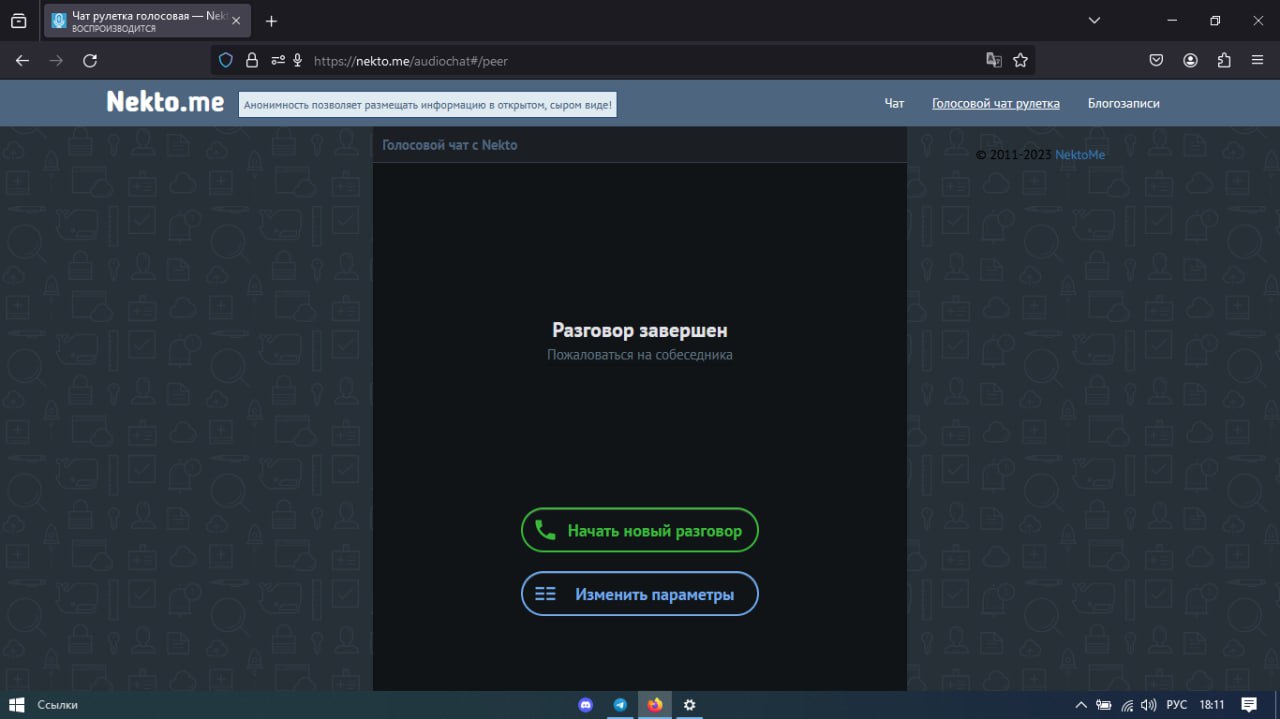 Чат рулетка голосовая — Nekt
ВОСПРОИЗВОДИТСЯ
https://nekto.me/audiochat#/peer
Nekto.me
Анонимность позволяет размещать информацию в открытом, сыром виде!
Чат
Голосовой чат рулетка
Блогозаписи
Голосовой чат с Nekto
© 2011-2023 NektoMe
Разговор завершен
Пожаловаться на собеседника
Начать новый разговор
Изменить параметры
Ссылки
РУС
18:11